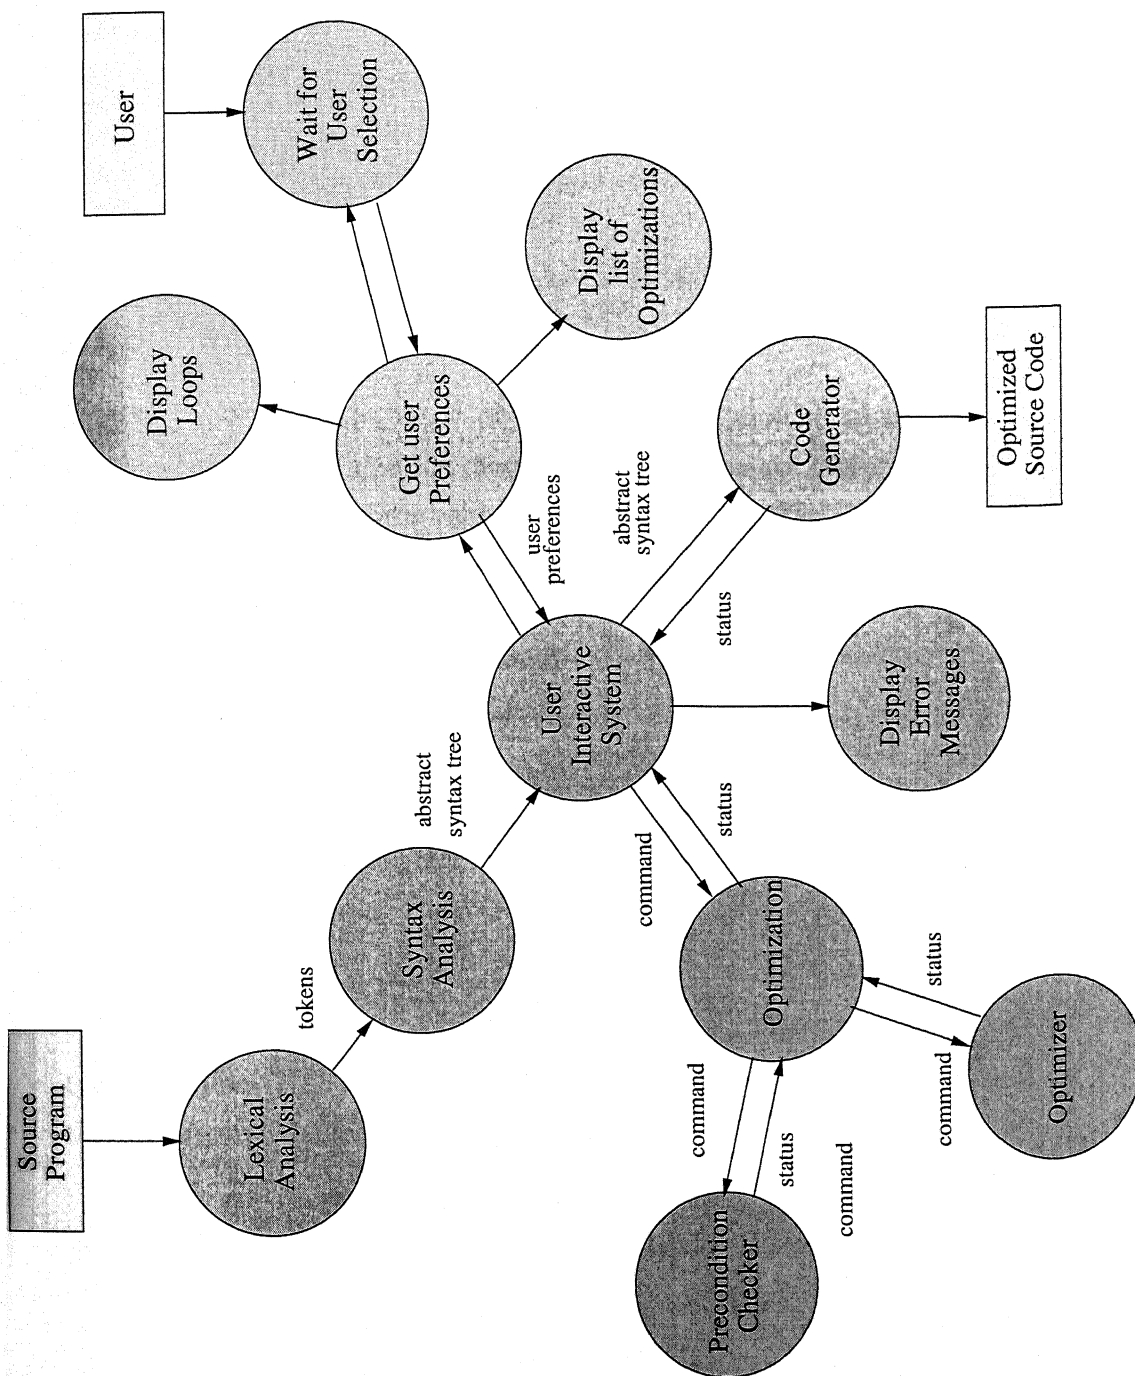 Source
Program
Lexical
Analysis
tokens
Syntax
Analysis
abstract
syntax tree
User
Interactive
System
user
preferences
Get user
Preferences
Display
Loops
Wait for
User
Selection
User
Display
list of
Optimizations
abstract
syntax tree
status
Code
Generator
Optimized
Source Code
Display
Error
Messages
command
status
Optimization
command
status
Precondition
Checker
command
command
status
Optimizer